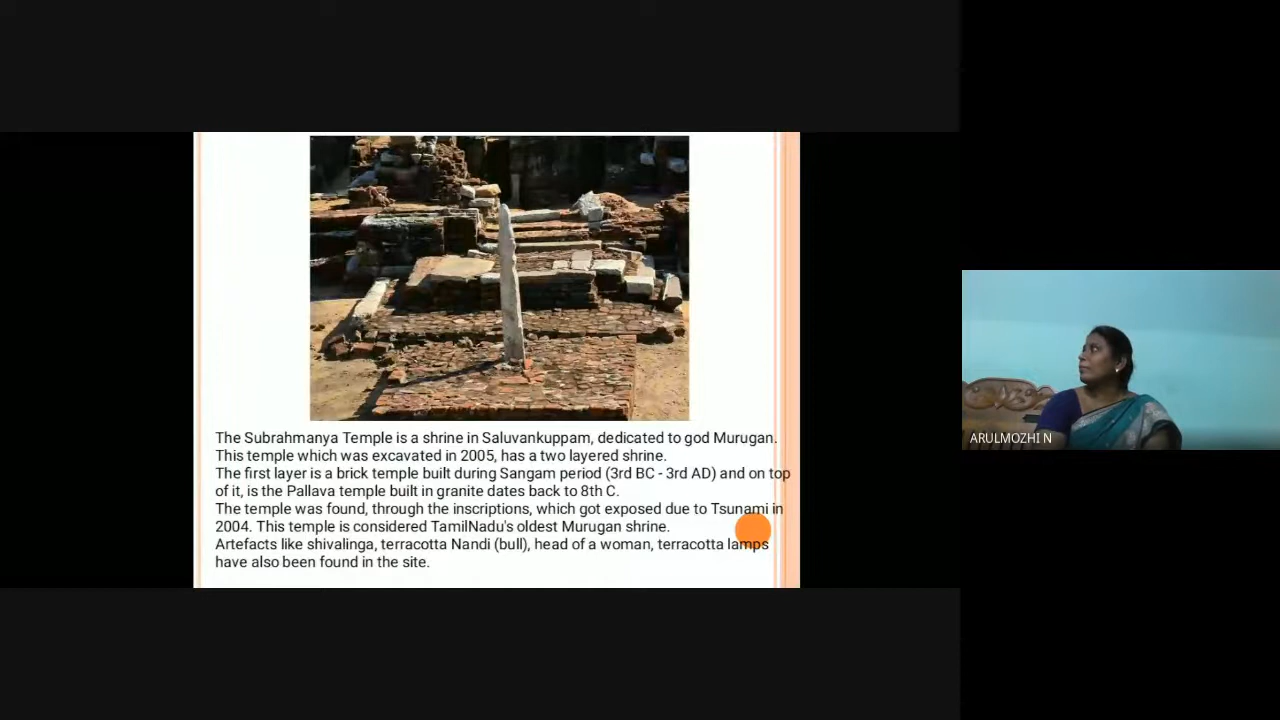 The Subrahmanya Temple is a shrine in Saluvankuppam, dedicated to god Murugan.
This temple which was excavated in 2005, has a two layered shrine.
The first layer is a brick temple built during Sangam period (3rd BC - 3rd AD) and on top
of it, is the Pallava temple built in granite dates back to 8th C.
The temple was found, through the inscriptions, which got exposed due to Tsunami in
2004. This temple is considered TamilNadu's oldest Murugan shrine.
Artefacts like shivalinga, terracotta Nandi (bull), head of a woman, terracotta lamps
have also been found in the site.
ARULMOZHI N